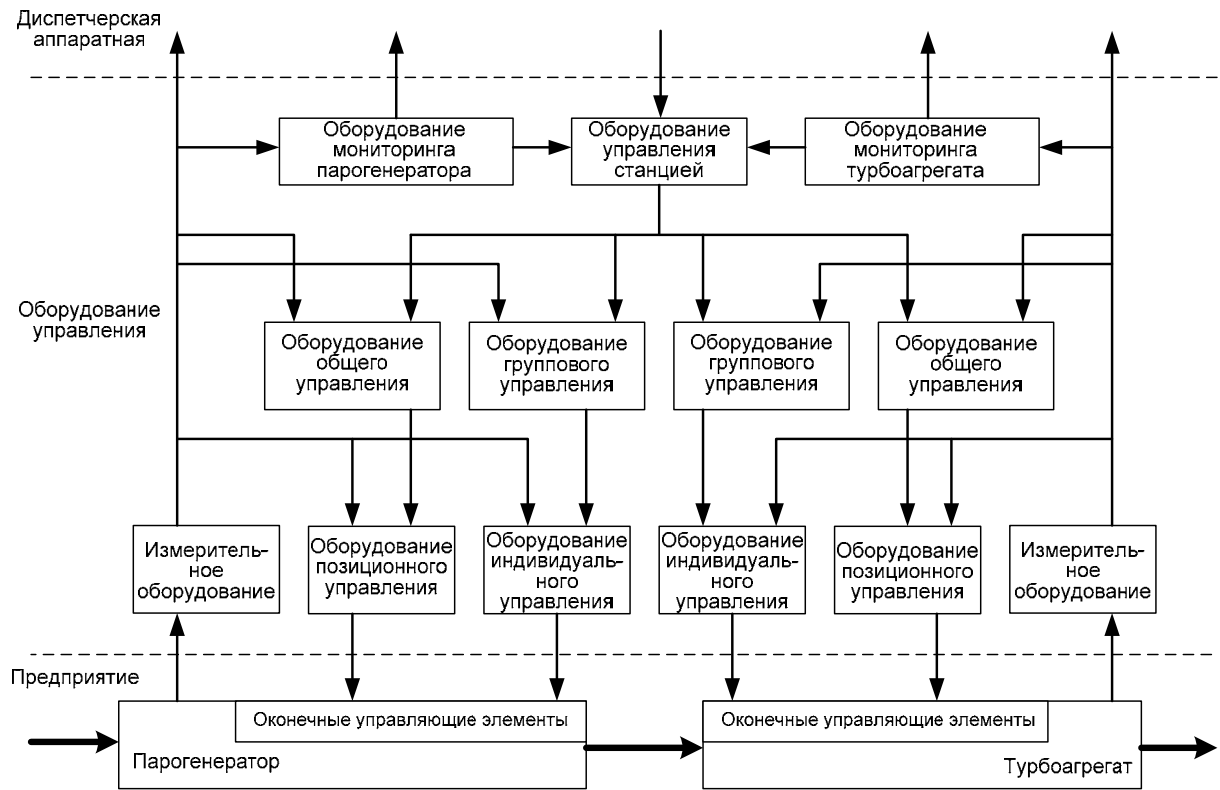 Диспетчерская
аппаратная
Оборудование
мониторинга
парогенератора
Оборудование
управления
станцией
Оборудование
мониторинга
турбоагрегата
Оборудование
управления
Оборудование
общего
управления
Оборудование
группового
управления
Оборудование
группового
управления
Оборудование
общего
управления
Измеритель-
ное
оборудование
Оборудование
позиционного
управления
Оборудование
индивидуаль-
ного
управления
Оборудование
индивидуаль-
ного
управления
Оборудование
позиционного
управления
Измеритель-
ное
оборудование
Предприятие
Оконечные управляющие элементы
Парогенератор
Оконечные управляющие элементы
Турбоагрегат